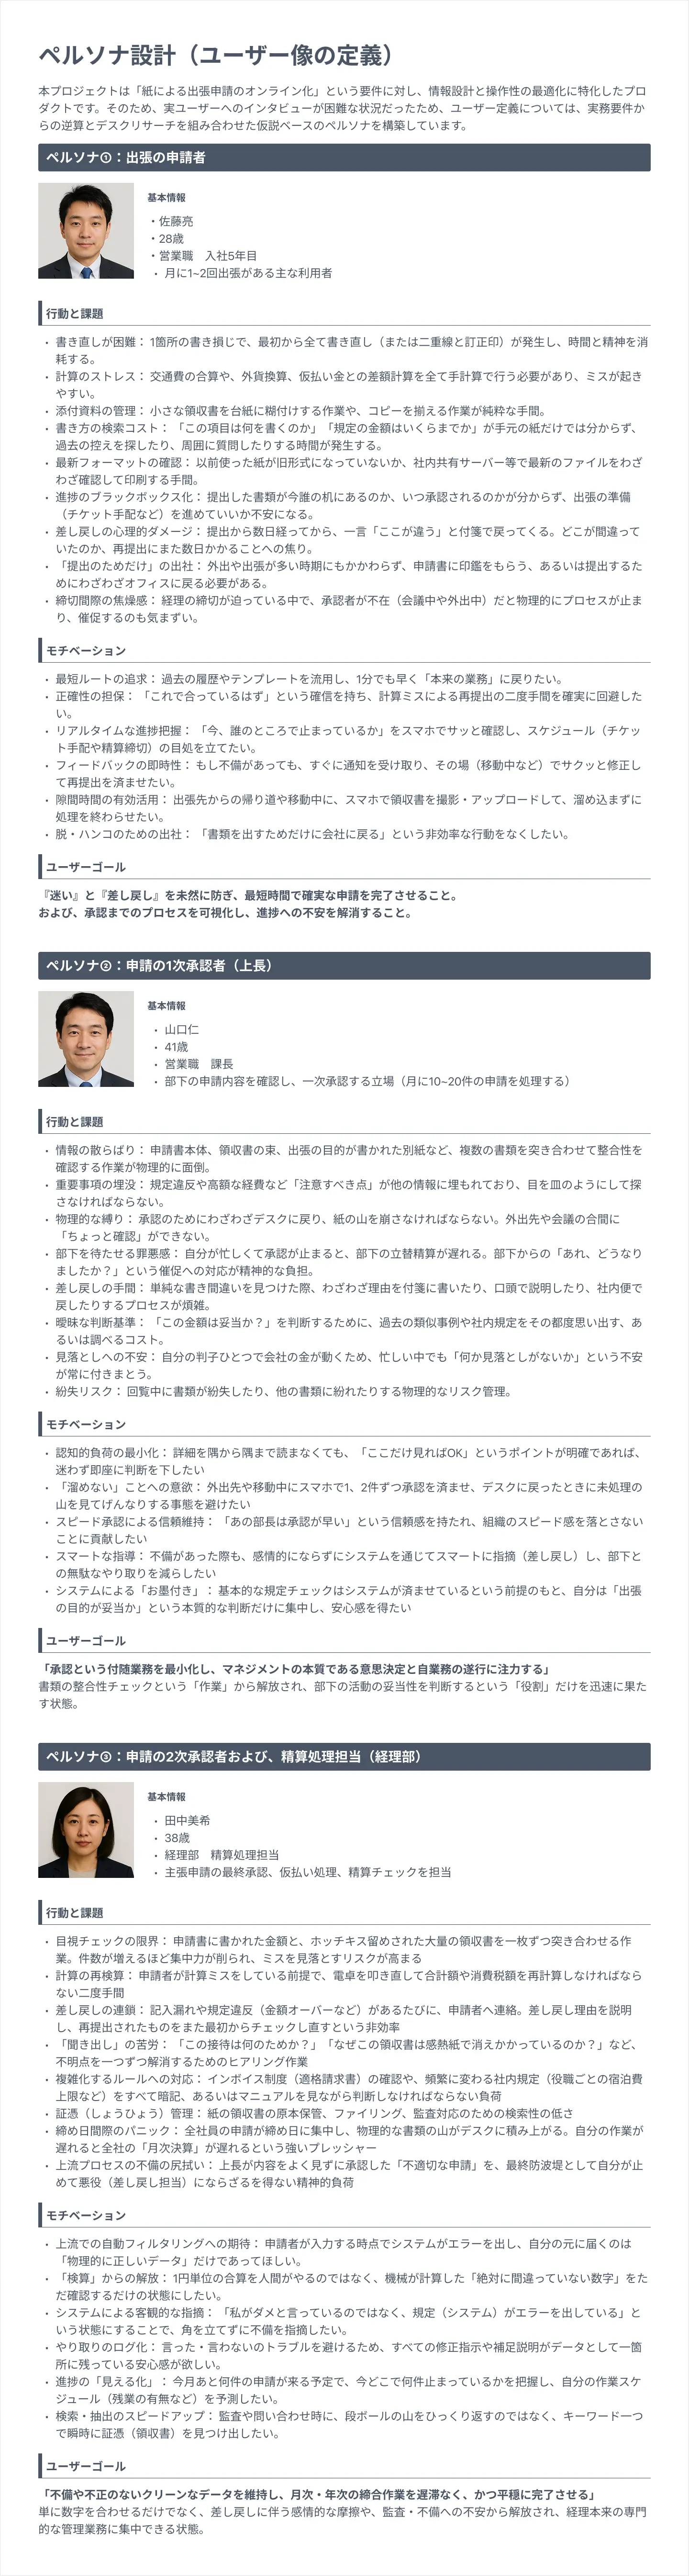 ペルソナ設計（ユーザー像の定義）
本プロジェクトは「紙による出張申請のオンライン化」という要件に対し、情報設計と操作性の最適化に特化したプロ
ダクトです。そのため、実ユーザーへのインタビューが困難な状況だったため、ユーザー定義については、実務要件か
らの逆算とデスクリサーチを組み合わせた仮説ベースのペルソナを構築しています。
ペルソナ①：出張の申請者
基本情報
・佐藤亮
・28歳
・営業職　入社5年目
・ 月に1~2回出張がある主な利用者
行動と課題
・ 書き直しが困難： 1箇所の書き損じで、最初から全て書き直し（または二重線と訂正印）が発生し、時間と精神を消
耗する。
・ 計算のストレス： 交通費の合算や、外貨換算、仮払い金との差額計算を全て手計算で行う必要があり、ミスが起き
やすい。
・ 添付資料の管理： 小さな領収書を台紙に糊付けする作業や、コピーを揃える作業が純粋な手間。
・ 書き方の検索コスト： 「この項目は何を書くのか」「規定の金額はいくらまでか」が手元の紙だけでは分からず、
過去の控えを探したり、周囲に質問したりする時間が発生する。
・ 最新フォーマットの確認： 以前使った紙が旧形式になっていないか、社内共有サーバー等で最新のファイルをわざ
わざ確認して印刷する手間。
・ 進捗のブラックボックス化： 提出した書類が今誰の机にあるのか、いつ承認されるのかが分からず、出張の準備
（チケット手配など）を進めていいか不安になる。
・ 差し戻しの心理的ダメージ： 提出から数日経ってから、一言「ここが違う」と付箋で戻ってくる。どこが間違って
いたのか、再提出にまた数日かかることへの焦り。
・ 「提出のためだけ」の出社： 外出や出張が多い時期にもかかわらず、申請書に印鑑をもらう、あるいは提出するた
めにわざわざオフィスに戻る必要がある。
・ 締切間際の焦燥感： 経理の締切が迫っている中で、承認者が不在（会議中や外出中）だと物理的にプロセスが止ま
り、催促するのも気まずい。
モチベーション
・ 最短ルートの追求： 過去の履歴やテンプレートを流用し、1分でも早く「本来の業務」に戻りたい。
・ 正確性の担保： 「これで合っているはず」という確信を持ち、計算ミスによる再提出の二度手間を確実に回避した
い。
・ リアルタイムな進捗把握： 「今、誰のところで止まっているか」をスマホでサッと確認し、スケジュール（チケッ
ト手配や精算締切）の目処を立てたい。
・ フィードバックの即時性： もし不備があっても、すぐに通知を受け取り、その場（移動中など）でサクッと修正し
て再提出を済ませたい。
・ 隙間時間の有効活用： 出張先からの帰り道や移動中に、スマホで領収書を撮影・アップロードして、溜め込まずに
処理を終わらせたい。
・ 脱・ハンコのための出社： 「書類を出すためだけに会社に戻る」という非効率な行動をなくしたい。
ユーザーゴール
『迷い』と『差し戻し』を未然に防ぎ、最短時間で確実な申請を完了させること。
および、承認までのプロセスを可視化し、進捗への不安を解消すること。
ペルソナ②：申請の1次承認者（上長）
基本情報
・ 山口仁
・ 41歳
・ 営業職　課長
・ 部下の申請内容を確認し、一次承認する立場（月に10~20件の申請を処理する）
行動と課題
・ 情報の散らばり： 申請書本体、領収書の束、出張の目的が書かれた別紙など、複数の書類を突き合わせて整合性を
確認する作業が物理的に面倒。
・ 重要事項の埋没： 規定違反や高額な経費など「注意すべき点」が他の情報に埋もれており、目を皿のようにして探
さなければならない。
・ 物理的な縛り： 承認のためにわざわざデスクに戻り、紙の山を崩さなければならない。外出先や会議の合間に
「ちょっと確認」ができない。
・ 部下を待たせる罪悪感： 自分が忙しくて承認が止まると、部下の立替精算が遅れる。部下からの「あれ、どうなり
ましたか？」という催促への対応が精神的な負担。
・ 差し戻しの手間： 単純な書き間違いを見つけた際、わざわざ理由を付箋に書いたり、口頭で説明したり、社内便で
戻したりするプロセスが煩雑。
・ 曖昧な判断基準： 「この金額は妥当か？」を判断するために、過去の類似事例や社内規定をその都度思い出す、あ
るいは調べるコスト。
・ 見落としへの不安： 自分の判子ひとつで会社の金が動くため、忙しい中でも「何か見落としがないか」という不安
が常に付きまとう。
・ 紛失リスク： 回覧中に書類が紛失したり、他の書類に紛れたりする物理的なリスク管理。
モチベーション
・ 認知的負荷の最小化： 詳細を隅から隅まで読まなくても、「ここだけ見ればOK」というポイントが明確であれば、
迷わず即座に判断を下したい
・ 「溜めない」ことへの意欲： 外出先や移動中にスマホで1、2件ずつ承認を済ませ、デスクに戻ったときに未処理の
山を見てげんなりする事態を避けたい
・ スピード承認による信頼維持： 「あの部長は承認が早い」という信頼感を持たれ、組織のスピード感を落とさない
ことに貢献したい
・ スマートな指導： 不備があった際も、感情的にならずにシステムを通じてスマートに指摘（差し戻し）し、部下と
の無駄なやり取りを減らしたい
・ システムによる「お墨付き」： 基本的な規定チェックはシステムが済ませているという前提のもと、自分は「出張
の目的が妥当か」という本質的な判断だけに集中し、安心感を得たい
ユーザーゴール
「承認という付随業務を最小化し、マネジメントの本質である意思決定と自業務の遂行に注力する」
書類の整合性チェックという「作業」から解放され、部下の活動の妥当性を判断するという「役割」だけを迅速に果た
す状態。
ペルソナ③：申請の2次承認者および、精算処理担当（経理部）
基本情報
・ 田中美希
・ 38歳
・ 経理部　精算処理担当
・ 主張申請の最終承認、仮払い処理、精算チェックを担当
行動と課題
・ 目視チェックの限界： 申請書に書かれた金額と、ホッチキス留めされた大量の領収書を一枚ずつ突き合わせる作
業。件数が増えるほど集中力が削られ、ミスを見落とすリスクが高まる
・ 計算の再検算： 申請者が計算ミスをしている前提で、電卓を叩き直して合計額や消費税額を再計算しなければなら
ない二度手間
・ 差し戻しの連鎖： 記入漏れや規定違反（金額オーバーなど）があるたびに、申請者へ連絡。差し戻し理由を説明
し、再提出されたものをまた最初からチェックし直すという非効率
・ 「聞き出し」の苦労： 「この接待は何のためか？」「なぜこの領収書は感熱紙で消えかかっているのか？」など、
不明点を一つずつ解消するためのヒアリング作業
・ 複雑化するルールへの対応： インボイス制度（適格請求書）の確認や、頻繁に変わる社内規定（役職ごとの宿泊費
上限など）をすべて暗記、あるいはマニュアルを見ながら判断しなければならない負荷
・ 証憑（しょうひょう）管理： 紙の領収書の原本保管、ファイリング、監査対応のための検索性の低さ
・ 締め日間際のパニック： 全社員の申請が締め日に集中し、物理的な書類の山がデスクに積み上がる。自分の作業が
遅れると全社の「月次決算」が遅れるという強いプレッシャー
・ 上流プロセスの不備の尻拭い： 上長が内容をよく見ずに承認した「不適切な申請」を、最終防波堤として自分が止
めて悪役（差し戻し担当）にならざるを得ない精神的負荷
モチベーション
・ 上流での自動フィルタリングへの期待： 申請者が入力する時点でシステムがエラーを出し、自分の元に届くのは
「物理的に正しいデータ」だけであってほしい。
・ 「検算」からの解放： 1円単位の合算を人間がやるのではなく、機械が計算した「絶対に間違っていない数字」をた
だ確認するだけの状態にしたい。
・ システムによる客観的な指摘： 「私がダメと言っているのではなく、規定（システム）がエラーを出している」と
いう状態にすることで、角を立てずに不備を指摘したい。
・ やり取りのログ化： 言った・言わないのトラブルを避けるため、すべての修正指示や補足説明がデータとして一箇
所に残っている安心感が欲しい。
・ 進捗の「見える化」： 今月あと何件の申請が来る予定で、今どこで何件止まっているかを把握し、自分の作業スケ
ジュール（残業の有無など）を予測したい。
・ 検索・抽出のスピードアップ： 監査や問い合わせ時に、段ボールの山をひっくり返すのではなく、キーワード一つ
で瞬時に証憑（領収書）を見つけ出したい。
ユーザーゴール
「不備や不正のないクリーンなデータを維持し、月次・年次の締合作業を遅滞なく、かつ平穏に完了させる」
単に数字を合わせるだけでなく、差し戻しに伴う感情的な摩擦や、監査・不備への不安から解放され、経理本来の専門
的な管理業務に集中できる状態。